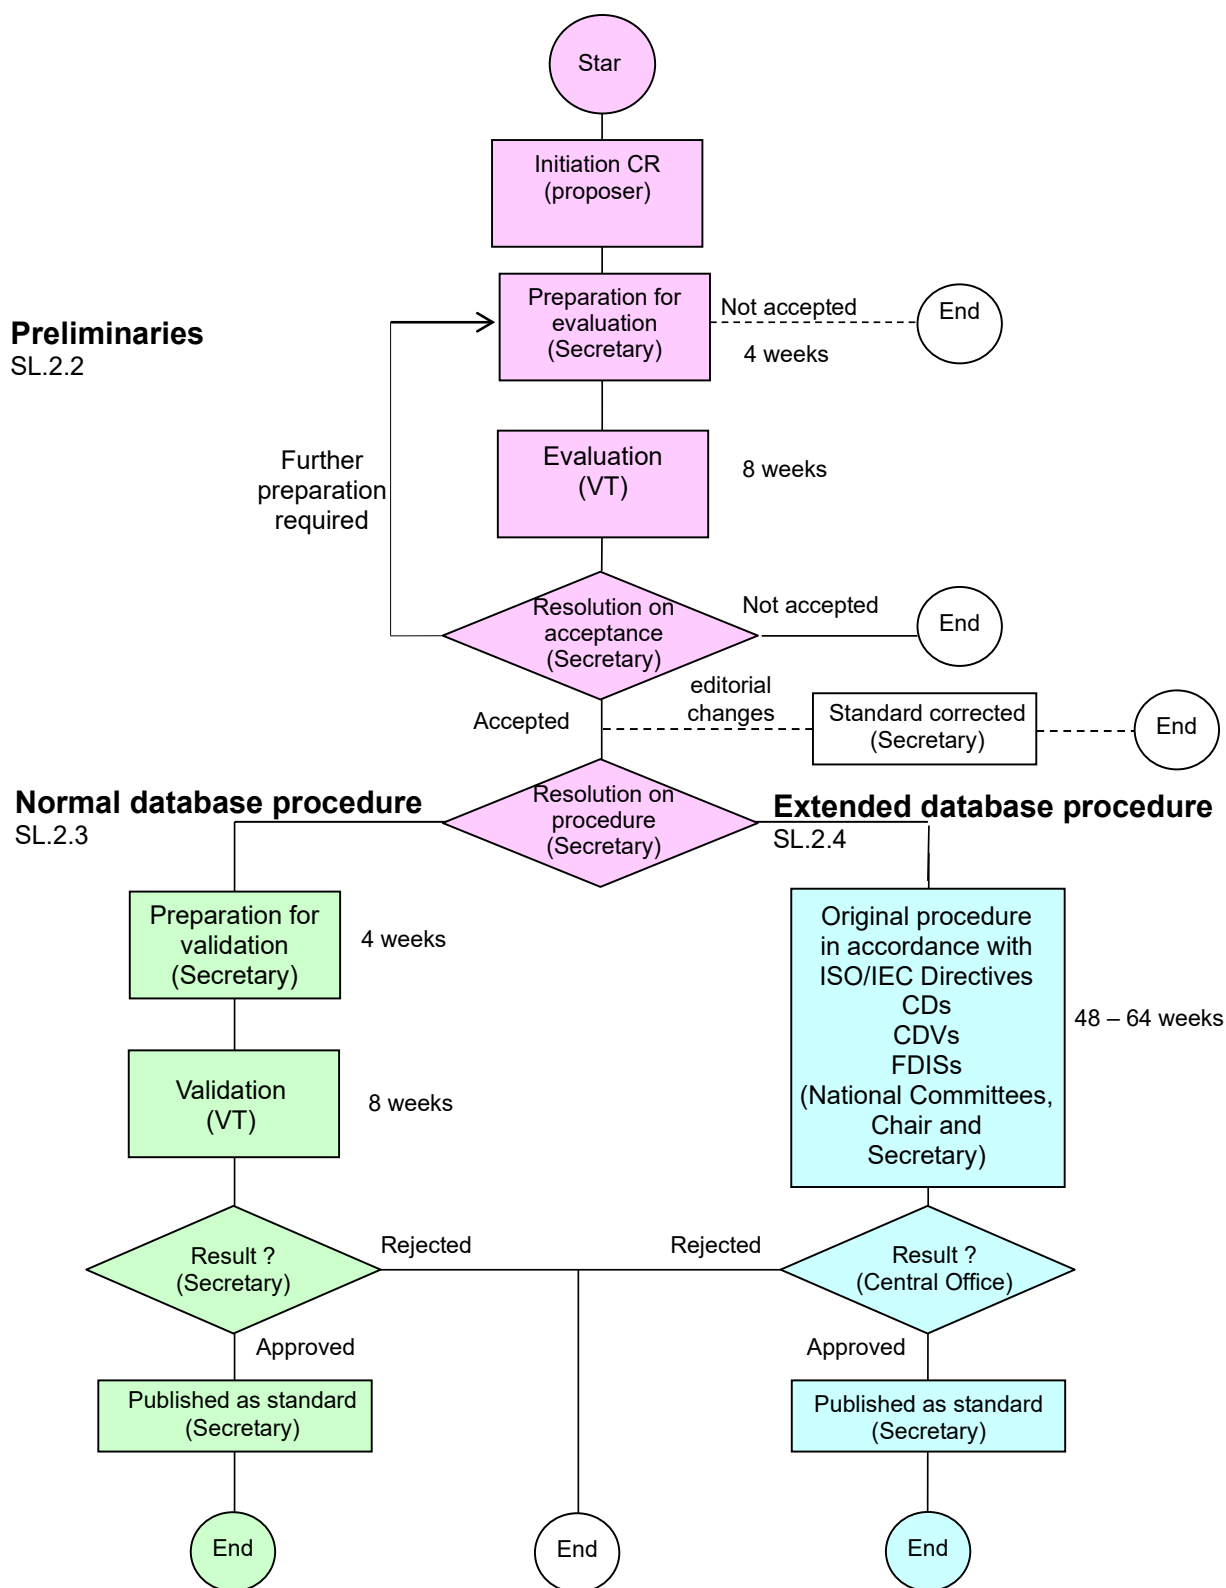 Star
Initiation CR
(proposer)
Preparation for
evaluation
(Secretary)
Not accepted
4 weeks
End
Preliminaries
SL.2.2
Further
preparation
required
Evaluation
(VT)
8 weeks
Resolution on
acceptance
(Secretary)
Not accepted
End
Accepted
editorial
changes
Standard corrected
(Secretary)
End
Normal database procedure
SL.2.3
Resolution on
procedure
(Secretary)
Extended database procedure
SL.2.4
Preparation for
validation
(Secretary)
4 weeks
Validation
(VT)
8 weeks
Original procedure
in accordance with
ISO/IEC Directives
CDs
CDVs
FDISs
(National Committees,
Chair and
Secretary)
48 – 64 weeks
Result ?
(Secretary)
Rejected
Rejected
Result ?
(Central Office)
Approved
Approved
Published as standard
(Secretary)
Published as standard
(Secretary)
End
End
End